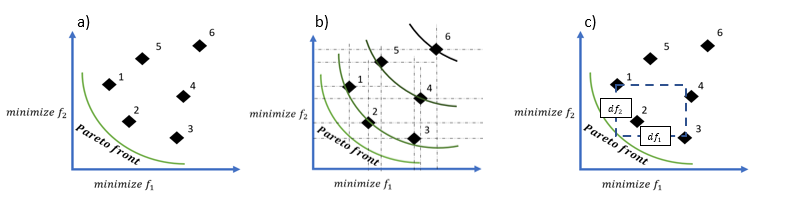 a)
6
5
1
4
2
3
minimize f₂
Pareto front
minimize f₁
b)
6
5
1
4
2
3
minimize f₂
Pareto front
minimize f₁
c)
6
5
1
4
df₂
2
3
df₁
minimize f₂
Pareto front
minimize f₁